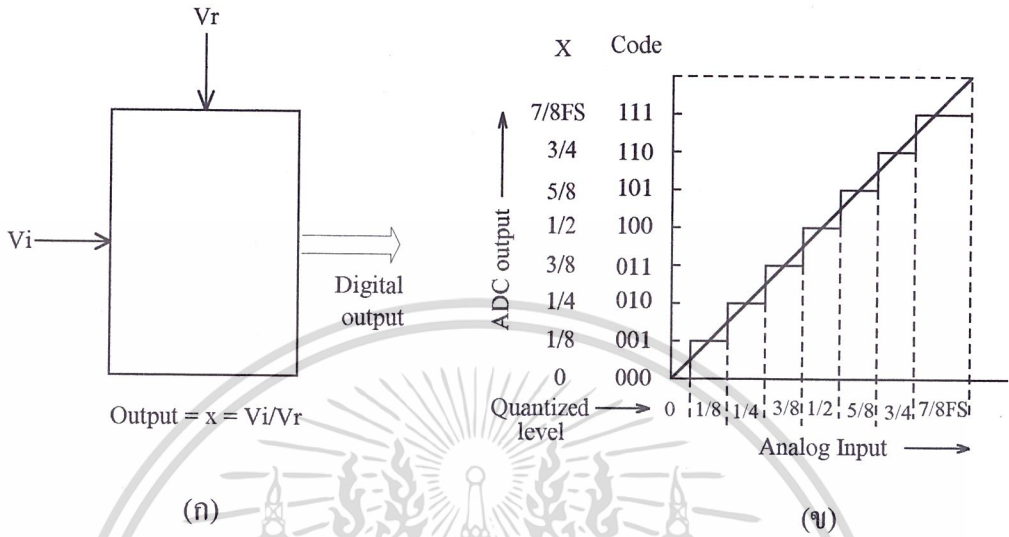 Vr
Vi
Digital
output
Output = x = Vi/Vr
(ก)
X Code
7/8FS 111
3/4 110
5/8 101
1/2 100
3/8 011
1/4 010
1/8 001
0 000
ADC output
Quantized level
0 1/8 1/4 3/8 1/2 5/8 3/4 7/8FS
Analog Input
(ข)